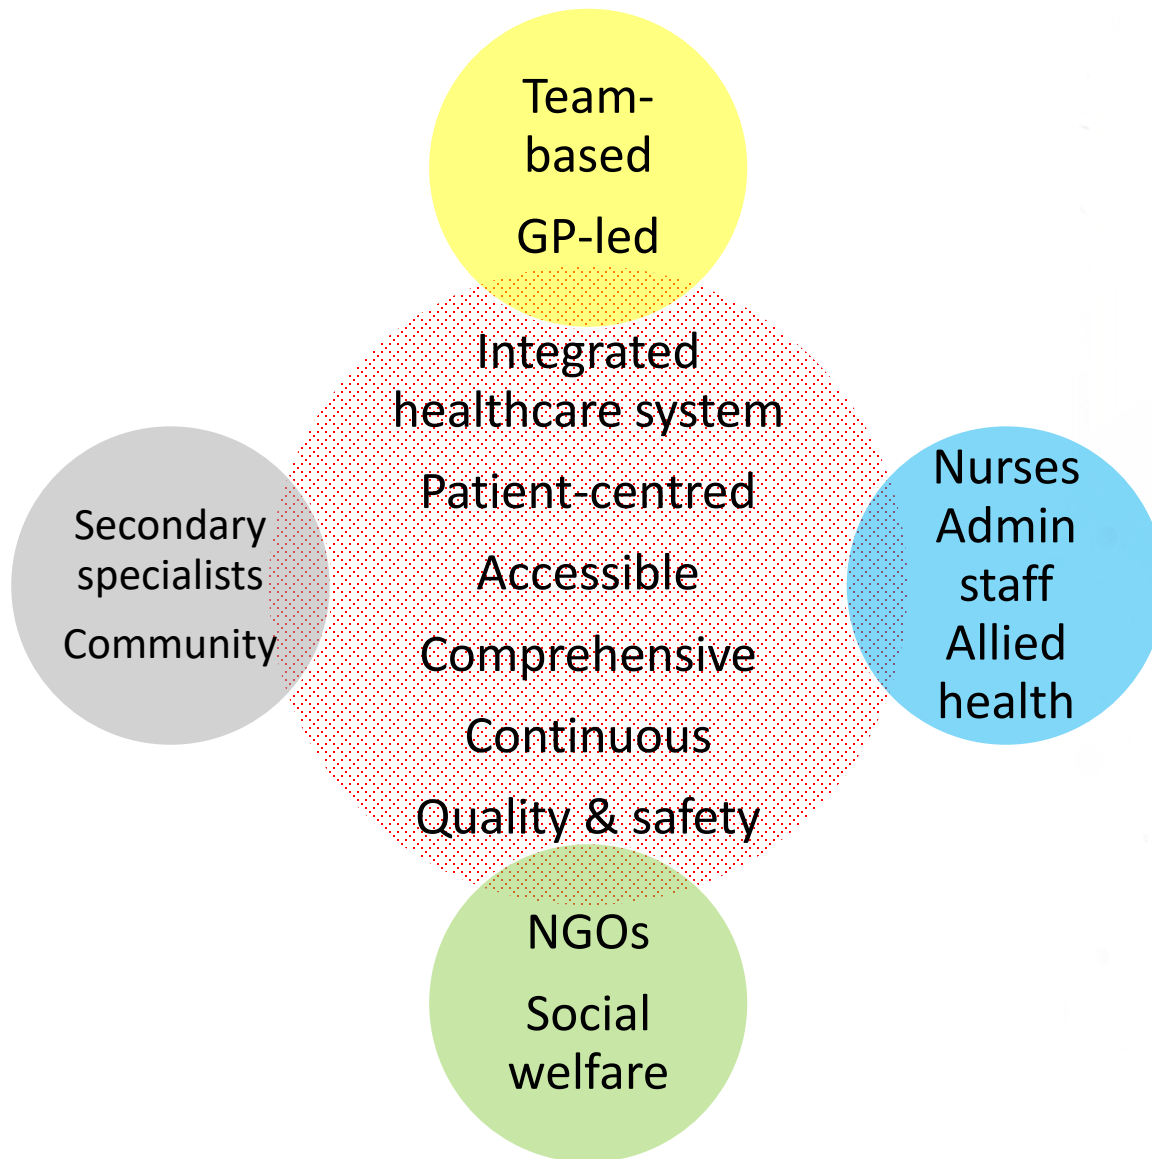 Team-
based
GP-led
Integrated
healthcare system
Patient-centred
Accessible
Comprehensive
Continuous
Quality & safety
Secondary
specialists
Community
Nurses
Admin
staff
Allied
health
NGOs
Social
welfare